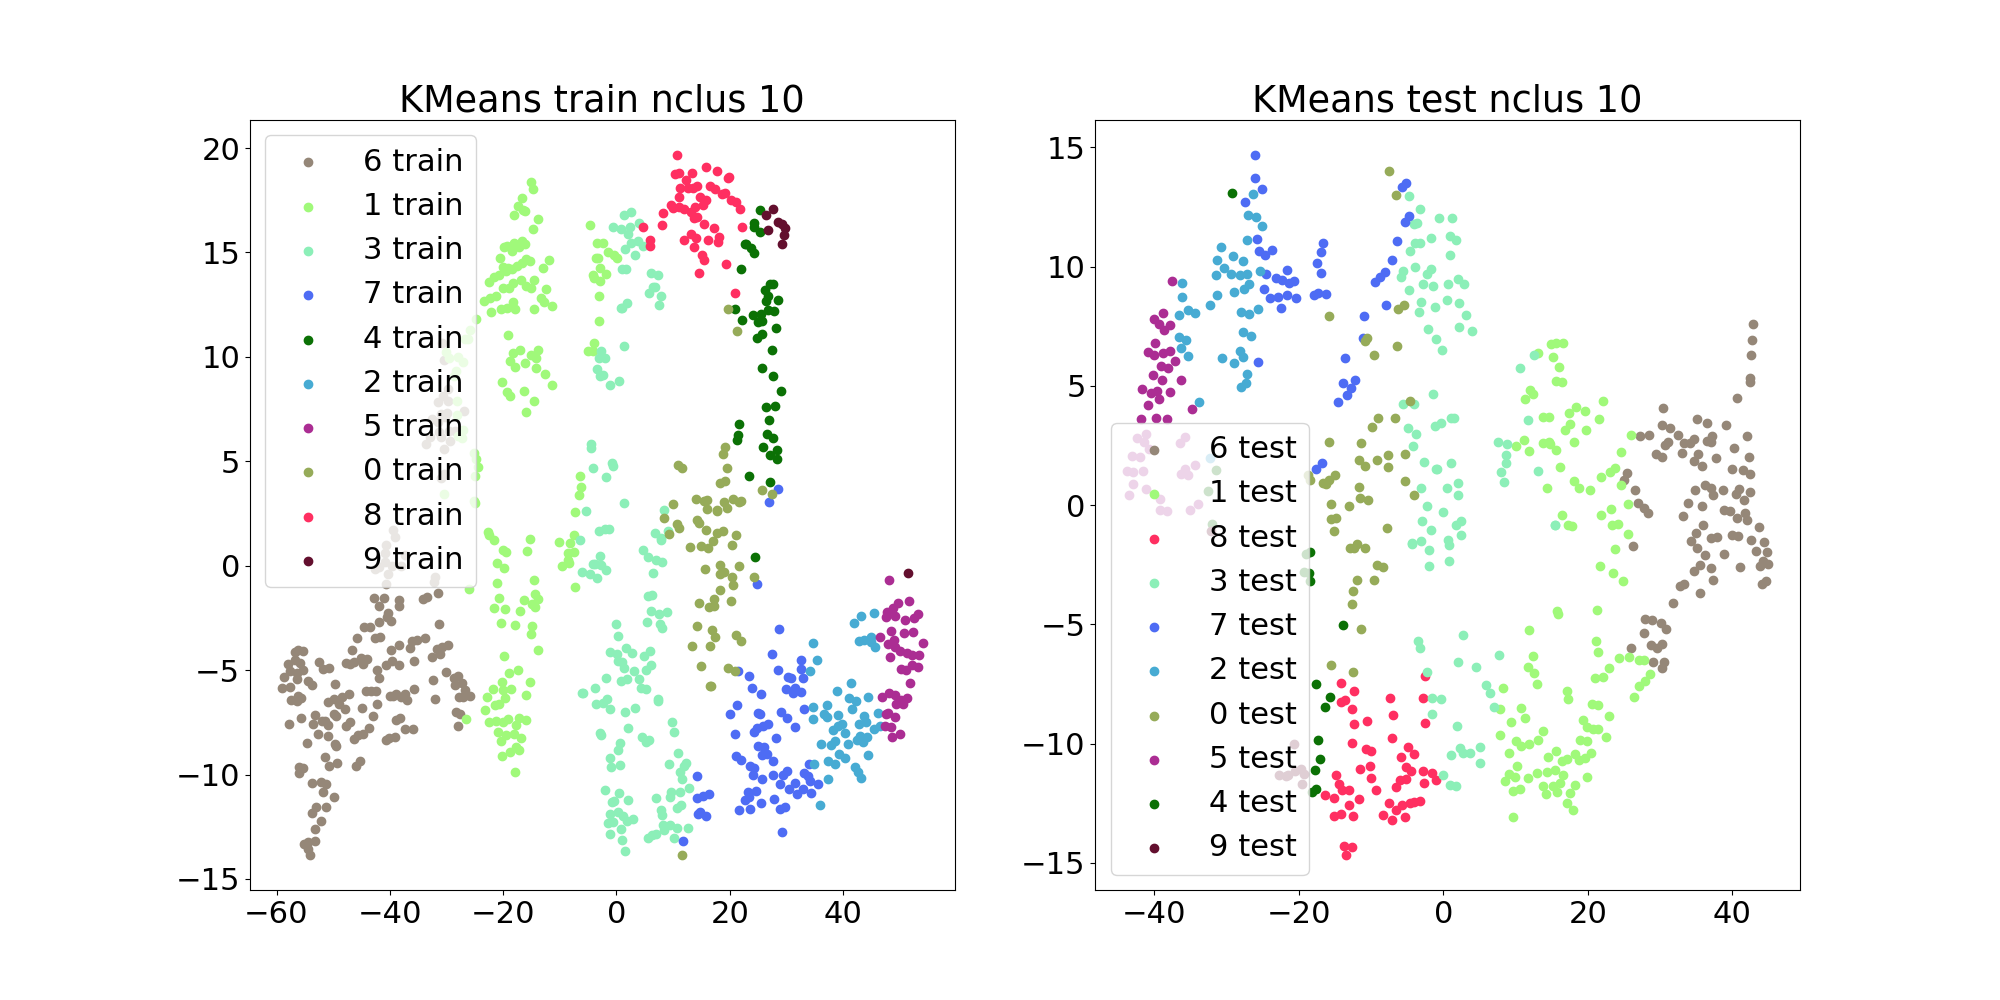 KMeans train nclus 10
20
15
10
5
0
−5
−10
−15
−60
−40
−20
0
20
40
6 train
1 train
3 train
7 train
4 train
2 train
5 train
0 train
8 train
9 train
KMeans test nclus 10
15
10
5
0
−5
−10
−15
−40
−20
0
20
40
6 test
1 test
8 test
3 test
7 test
2 test
0 test
5 test
4 test
9 test